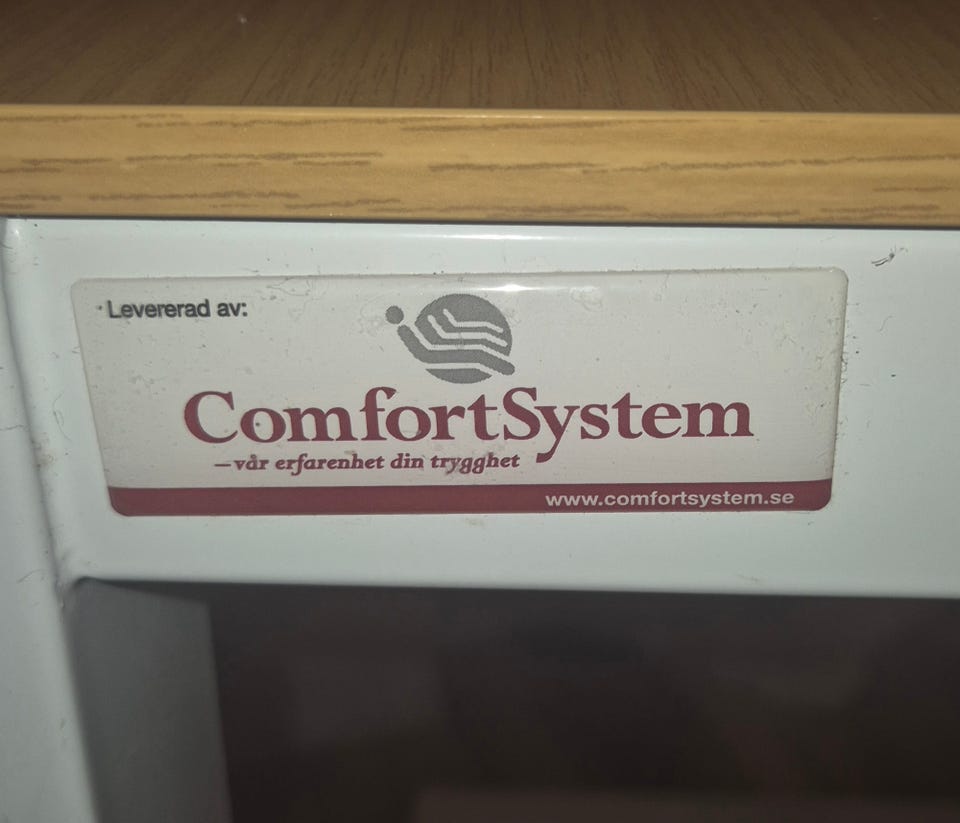 Levererad av:
ComfortSystem
–vår erfarenhet din trygghet
www.comfortsystem.se